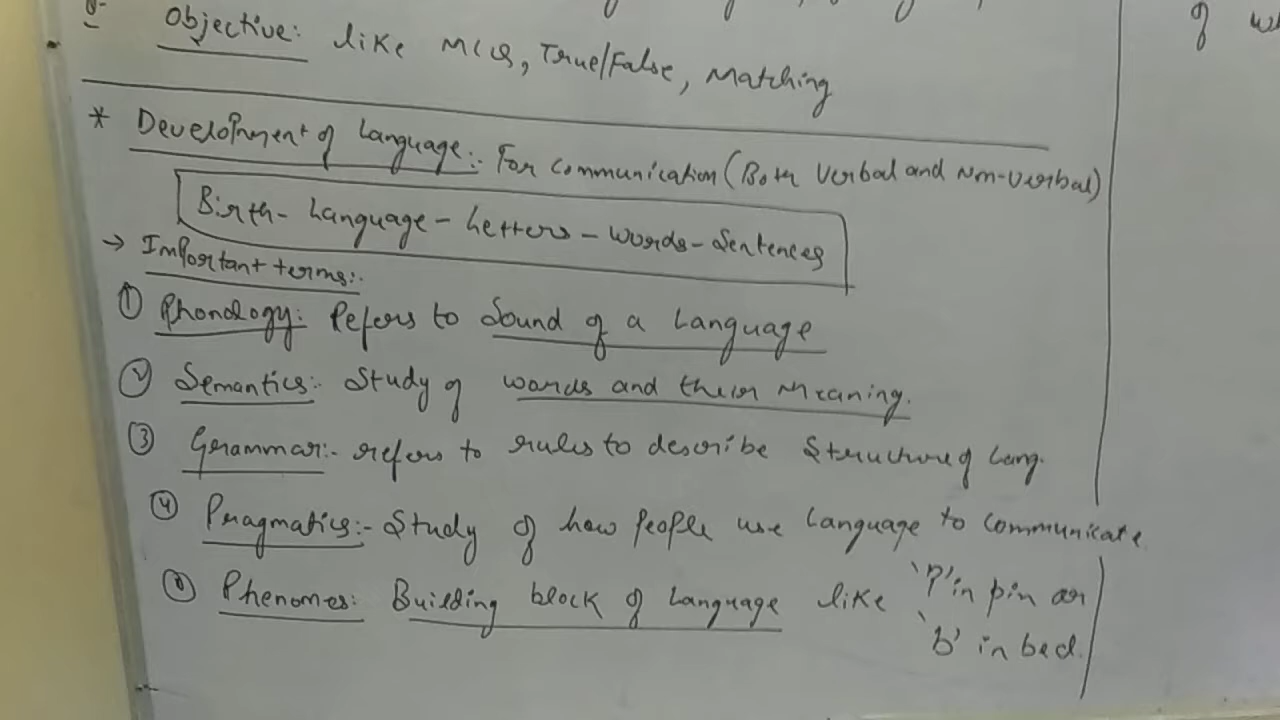 Objective: like MCQs, True/False, Matching
* Development of Language:- For communication (Both verbal and Non-verbal)
Birth - Language - Letters - words - Sentences
→ Important terms:-
① Phonology: Refers to Sound of a Language
② Semantics:- Study of words and their Meaning.
③ Grammar:- refers to rules to describe Structure of Lang.
④ Pragmatics:- Study of how People use Language to communicate
Phenomes: Building block of Language like 'P' in pin or
'b' in bed.